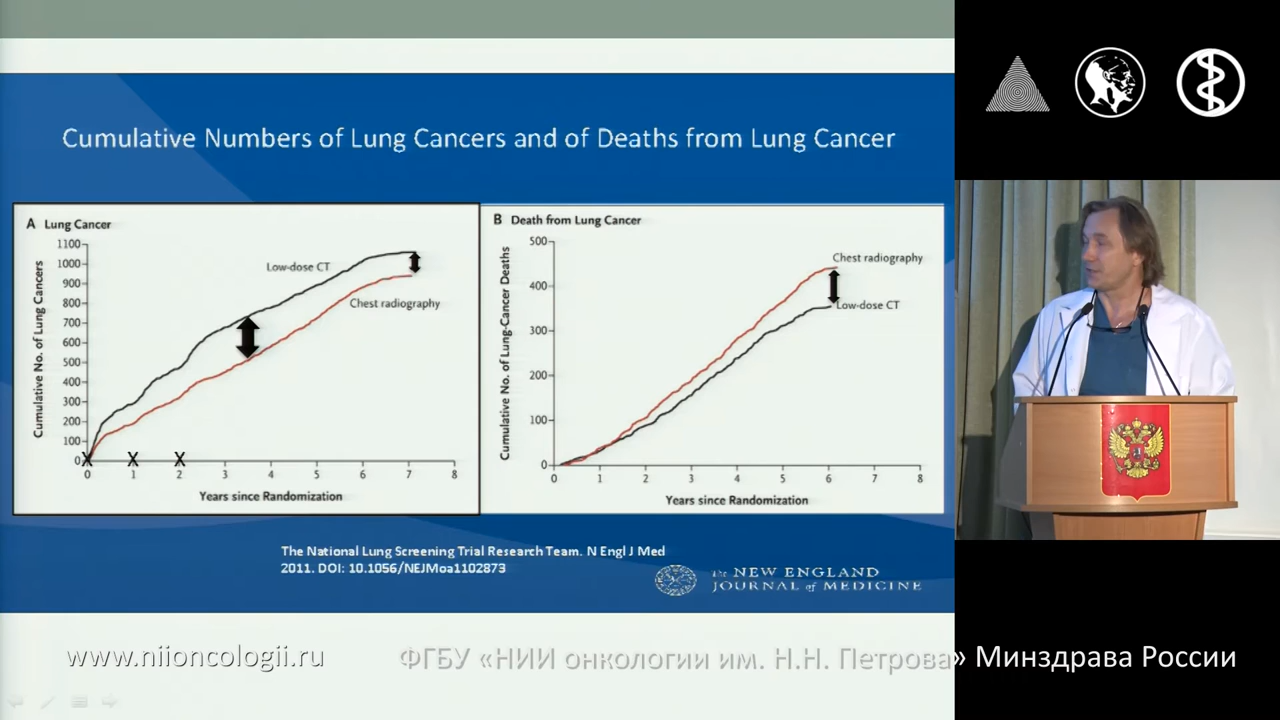 Cumulative Numbers of Lung Cancers and of Deaths from Lung Cancer
A Lung Cancer
Cumulative No. of Lung Cancers
1100
1000
900
800
700
600
500
400
300
200
100
0
Low-dose CT
Chest radiography
X X X
0 1 2 3 4 5 6 7 8
Years since Randomization
B Death from Lung Cancer
Cumulative No. of Lung-Cancer Deaths
500
400
300
200
100
0
Chest radiography
Low-dose CT
0 1 2 3 4 5 6 7 8
Years since Randomization
The National Lung Screening Trial Research Team. N Engl J Med
2011. DOI: 10.1056/NEJMoa1102873
The NEW ENGLAND
JOURNAL of MEDICINE
www.niioncologii.ru
ФГБУ «НИИ онкологии им. Н.Н. Петрова» Минздрава России